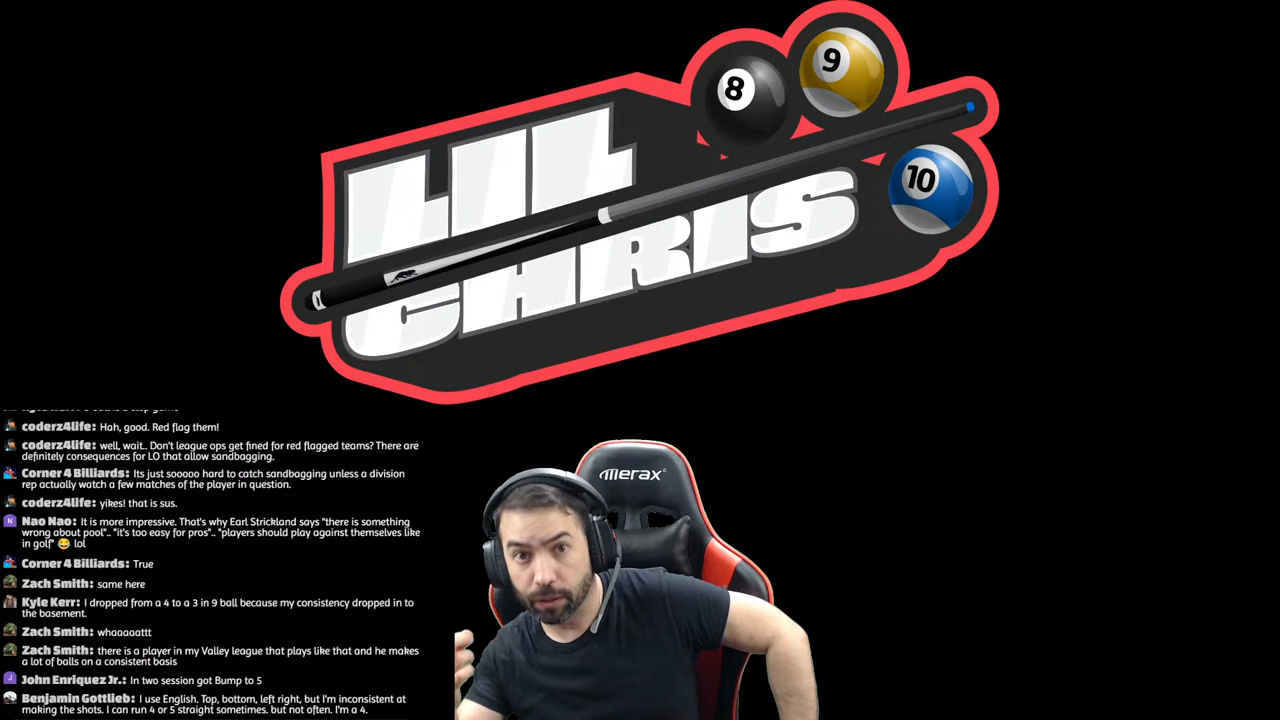 8
9
10
LIL
CHRIS
merax
coderz4life: Hah, good. Red flag them!
coderz4life: well, wait.. Don't league ops get fined for red flagged teams? There are
definitely consequences for LO that allow sandbagging.
Corner 4 Billiards: Its just sooooo hard to catch sandbagging unless a division
rep actually watch a few matches of the player in question.
coderz4life: yikes! that is sus.
N
Nao Nao: It is more impressive. That's why Earl Strickland says "there is something
wrong about pool".. "it's too easy for pros".. "players should play against themselves like
in golf" 😂 lol
Corner 4 Billiards: True
Zach Smith: same here
Kyle Kerr: I dropped from a 4 to a 3 in 9 ball because my consistency dropped in to
the basement.
Zach Smith: whaaaaattt
Zach Smith: there is a player in my Valley league that plays like that and he makes
a lot of balls on a consistent basis
J
John Enriquez Jr.: In two session got Bump to 5
Benjamin Gottlieb: I use English. Top, bottom, left right, but I'm inconsistent at
making the shots. I can run 4 or 5 straight sometimes. but not often. I'm a 4.